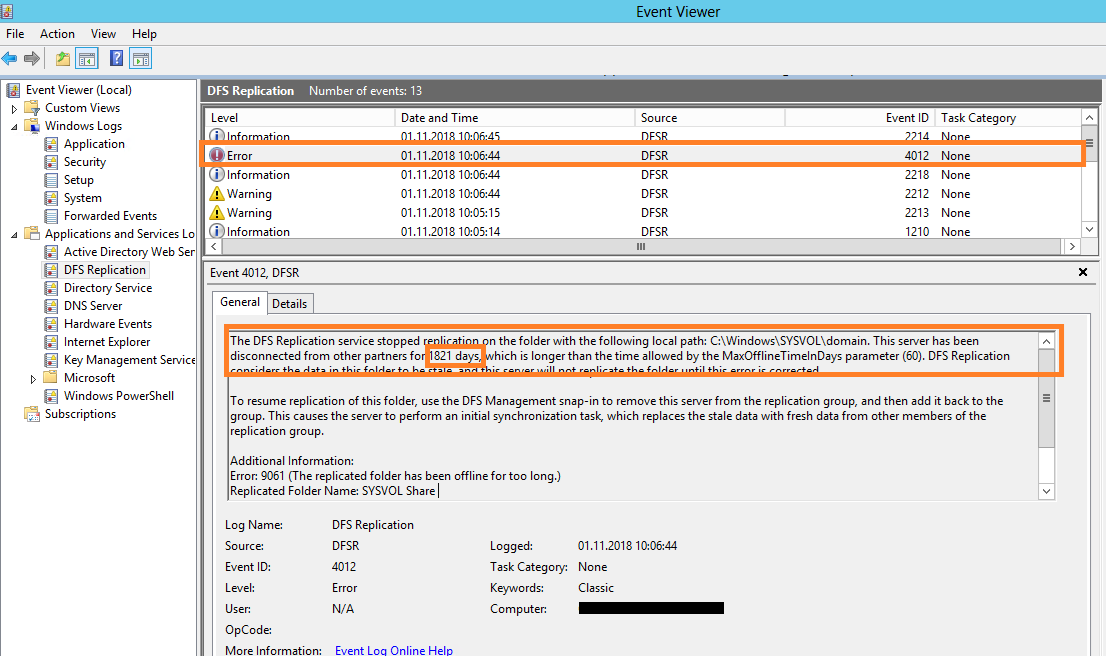 Event Viewer
File Action View Help
Event Viewer (Local)
Custom Views
Windows Logs
Application
Security
Setup
System
Forwarded Events
Applications and Services Lo
Active Directory Web Ser
DFS Replication
Directory Service
DNS Server
Hardware Events
Internet Explorer
Key Management Service
Microsoft
Windows PowerShell
Subscriptions
DFS Replication Number of events: 13
Level Date and Time Source Event ID Task Category
Information 01.11.2018 10:06:45 DFSR 2214 None
Error 01.11.2018 10:06:44 DFSR 4012 None
Information 01.11.2018 10:06:44 DFSR 2218 None
Warning 01.11.2018 10:06:44 DFSR 2212 None
Warning 01.11.2018 10:05:15 DFSR 2213 None
Information 01.11.2018 10:05:14 DFSR 1210 None
Event 4012, DFSR
General Details
The DFS Replication service stopped replication on the folder with the following local path: C:\Windows\SYSVOL\domain. This server has been
disconnected from other partners for 1821 days, which is longer than the time allowed by the MaxOfflineTimeInDays parameter (60). DFS Replication
considers the data in this folder to be stale, and this server will not replicate the folder until this error is corrected.
To resume replication of this folder, use the DFS Management snap-in to remove this server from the replication group, and then add it back to the
group. This causes the server to perform an initial synchronization task, which replaces the stale data with fresh data from other members of the
replication group.
Additional Information:
Error: 9061 (The replicated folder has been offline for too long.)
Replicated Folder Name: SYSVOL Share
Log Name: DFS Replication
Source: DFSR Logged: 01.11.2018 10:06:44
Event ID: 4012 Task Category: None
Level: Error Keywords: Classic
User: N/A Computer:
OpCode:
More Information: Event Log Online Help